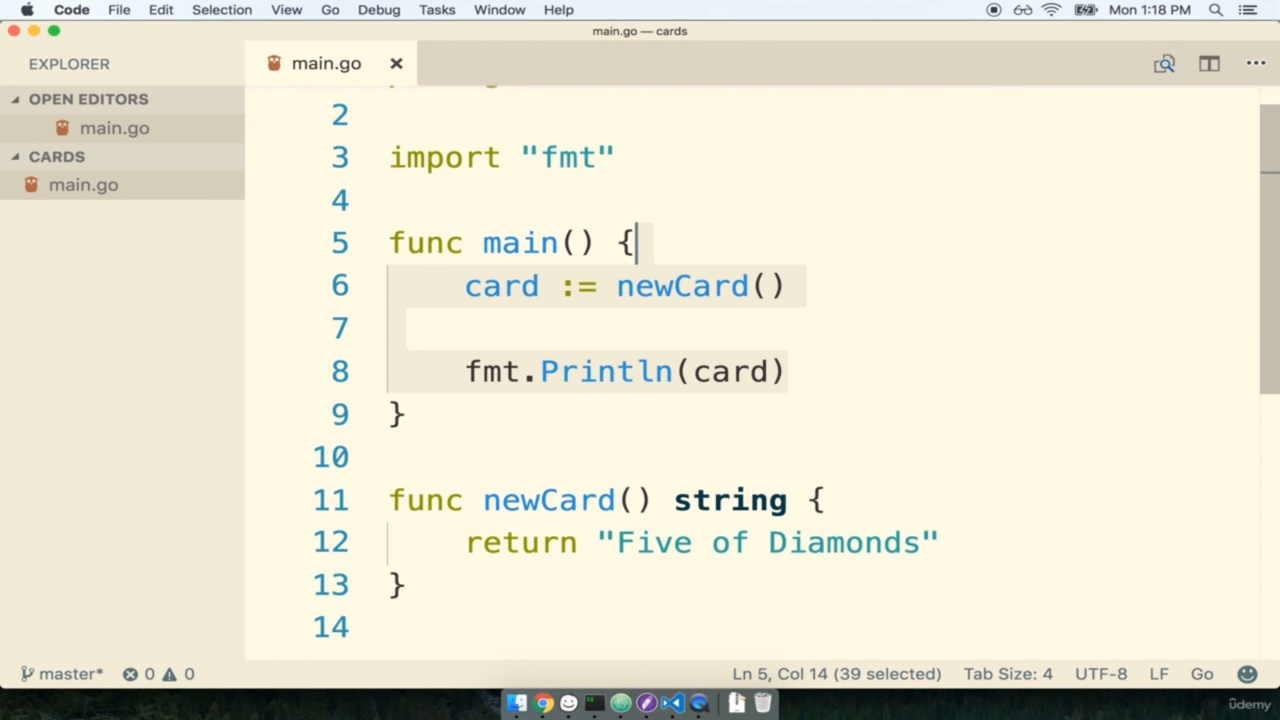 Code File Edit Selection View Go Debug Tasks Window Help Mon 1:18 PM
main.go — cards
EXPLORER
main.go
OPEN EDITORS
main.go
CARDS
main.go
2
3 import "fmt"
4
5 func main() {
6 card := newCard()
7
8 fmt.Println(card)
9 }
10
11 func newCard() string {
12 return "Five of Diamonds"
13 }
14
master* 0 0 Ln 5, Col 14 (39 selected) Tab Size: 4 UTF-8 LF Go
ûdemy